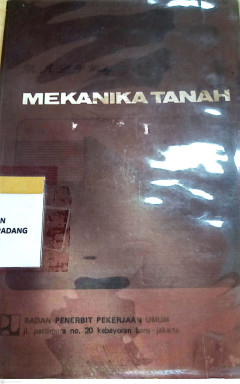 MEKANIKA TANAH
N
PADANG
BADAN PENERBIT PEKERJAAN UMUM
jl. pattimura no. 20 kebayoran baru - jakarta